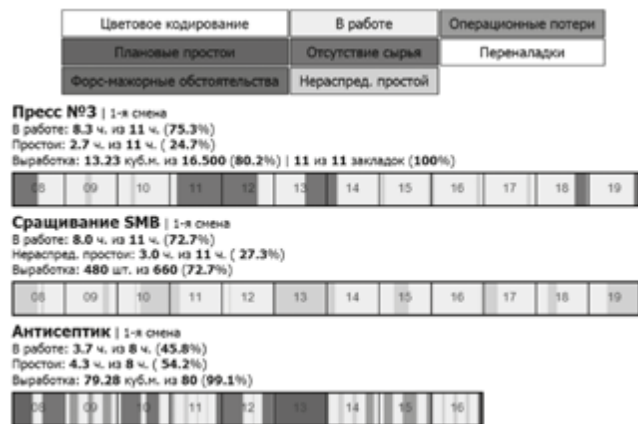 Цветовое кодирование В работе Операционные потери
Плановые простои Отсутствие сырья Переналадки
Форс-мажорные обстоятельства Нераспред. простой
Пресс №3 | 1-я смена
В работе: 8.3 ч. из 11 ч. (75.3%)
Простои: 2.7 ч. из 11 ч. ( 24.7%)
Выработка: 13.23 куб.м. из 16.500 (80.2%) | 11 из 11 закладок (100%)
08 09 10 11 12 13 14 15 16 17 18 19
Сращивание SMB | 1-я смена
В работе: 8.0 ч. из 11 ч. (72.7%)
Нераспред. простои: 3.0 ч. из 11 ч. ( 27.3%)
Выработка: 480 шт. из 660 (72.7%)
08 09 10 11 12 13 14 15 16 17 18 19
Антисептик | 1-я смена
В работе: 3.7 ч. из 8 ч. (45.8%)
Простои: 4.3 ч. из 8 ч. ( 54.2%)
Выработка: 79.28 куб.м. из 80 (99.1%)
08 09 10 11 12 13 14 15 16